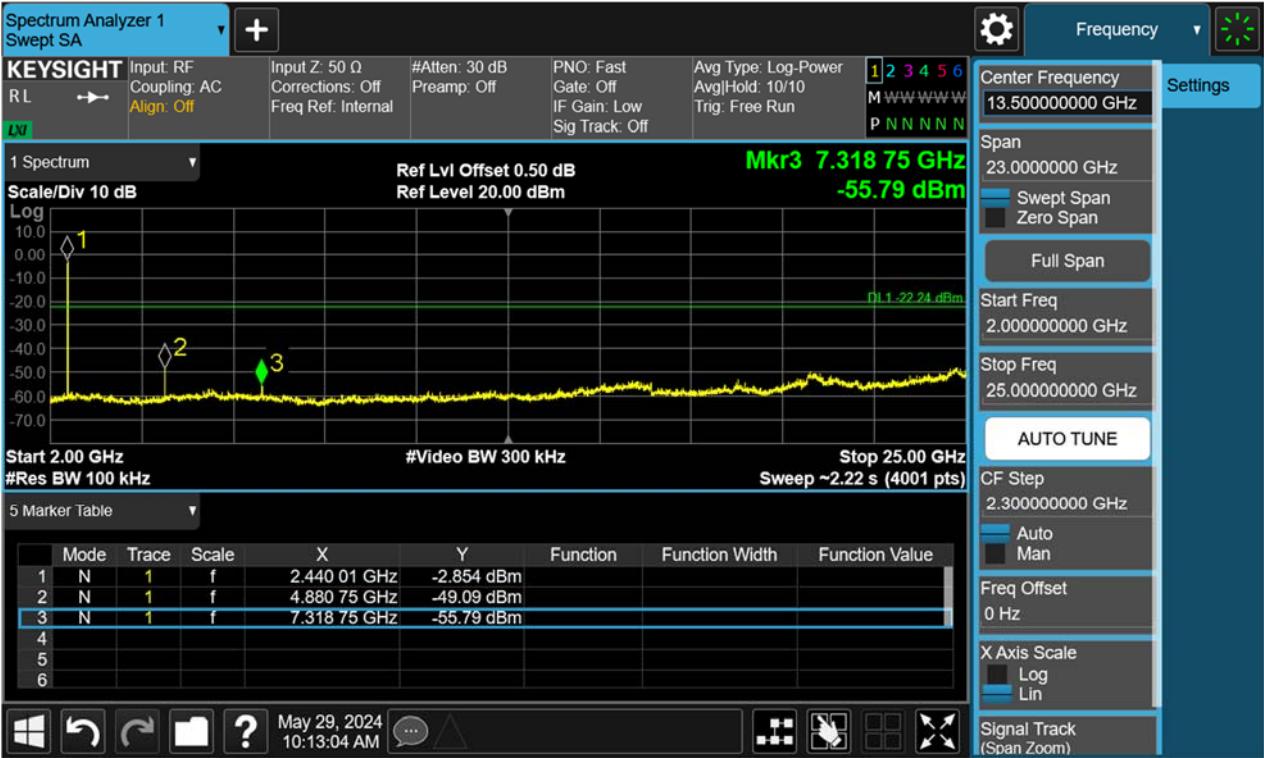 Spectrum Analyzer 1
Swept SA
+
Frequency
KEYSIGHT
R L
LXI
Input: RF
Coupling: AC
Align: Off
Input Z: 50 Ω
Corrections: Off
Freq Ref: Internal
#Atten: 30 dB
Preamp: Off
PNO: Fast
Gate: Off
IF Gain: Low
Sig Track: Off
Avg Type: Log-Power
Avg|Hold: 10/10
Trig: Free Run
1 2 3 4 5 6
M W W W W W
P N N N N N
1 Spectrum
Scale/Div 10 dB
Ref Lvl Offset 0.50 dB
Ref Level 20.00 dBm
Mkr3 7.318 75 GHz
-55.79 dBm
Log
10.0
0.00
-10.0
-20.0
-30.0
-40.0
-50.0
-60.0
-70.0
1
2
3
DL1 -22.24 dBm
Start 2.00 GHz
#Video BW 300 kHz
Stop 25.00 GHz
#Res BW 100 kHz
Sweep ~2.22 s (4001 pts)
5 Marker Table
Mode Trace Scale X Y Function Function Width Function Value
1 N 1 f 2.440 01 GHz -2.854 dBm
2 N 1 f 4.880 75 GHz -49.09 dBm
3 N 1 f 7.318 75 GHz -55.79 dBm
4
5
6
?
May 29, 2024
10:13:04 AM
Center Frequency
13.500000000 GHz
Settings
Span
23.0000000 GHz
Swept Span
Zero Span
Full Span
Start Freq
2.000000000 GHz
Stop Freq
25.000000000 GHz
AUTO TUNE
CF Step
2.300000000 GHz
Auto
Man
Freq Offset
0 Hz
X Axis Scale
Log
Lin
Signal Track
(Span Zoom)